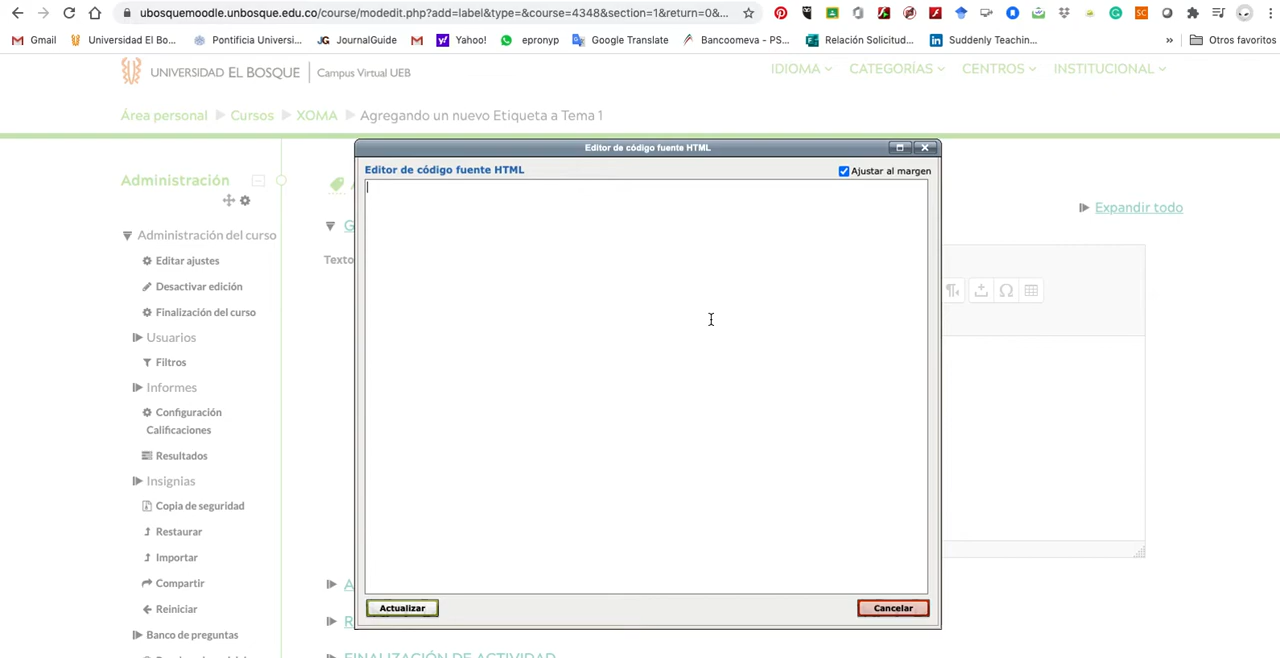 ubosquemoodle.unbosque.edu.co/course/modedit.php?add=label&type=&course=4348&section=1&return=0&...
Gmail Universidad El Bo... Pontificia Universi... JournalGuide Yahoo! epronyp Google Translate Bancoomeva - PS... Relación Solicitud... Suddenly Teachin... » Otros favoritos
UNIVERSIDAD EL BOSQUE Campus Virtual UEB IDIOMA CATEGORÍAS CENTROS INSTITUCIONAL
Área personal Cursos XOMA Agregando un nuevo Etiqueta a Tema 1
Editor de código fuente HTML
Editor de código fuente HTML Ajustar al margen
Administración
Expandir todo
G
Administración del curso
Texto
Editar ajustes
Desactivar edición
Finalización del curso
Usuarios
Filtros
Informes
Configuración
Calificaciones
Resultados
Insignias
Copia de seguridad
Restaurar
Importar
Compartir
A
Reiniciar
Actualizar Cancelar
R
Banco de preguntas
FINALIZACIÓN DE ACTIVIDAD